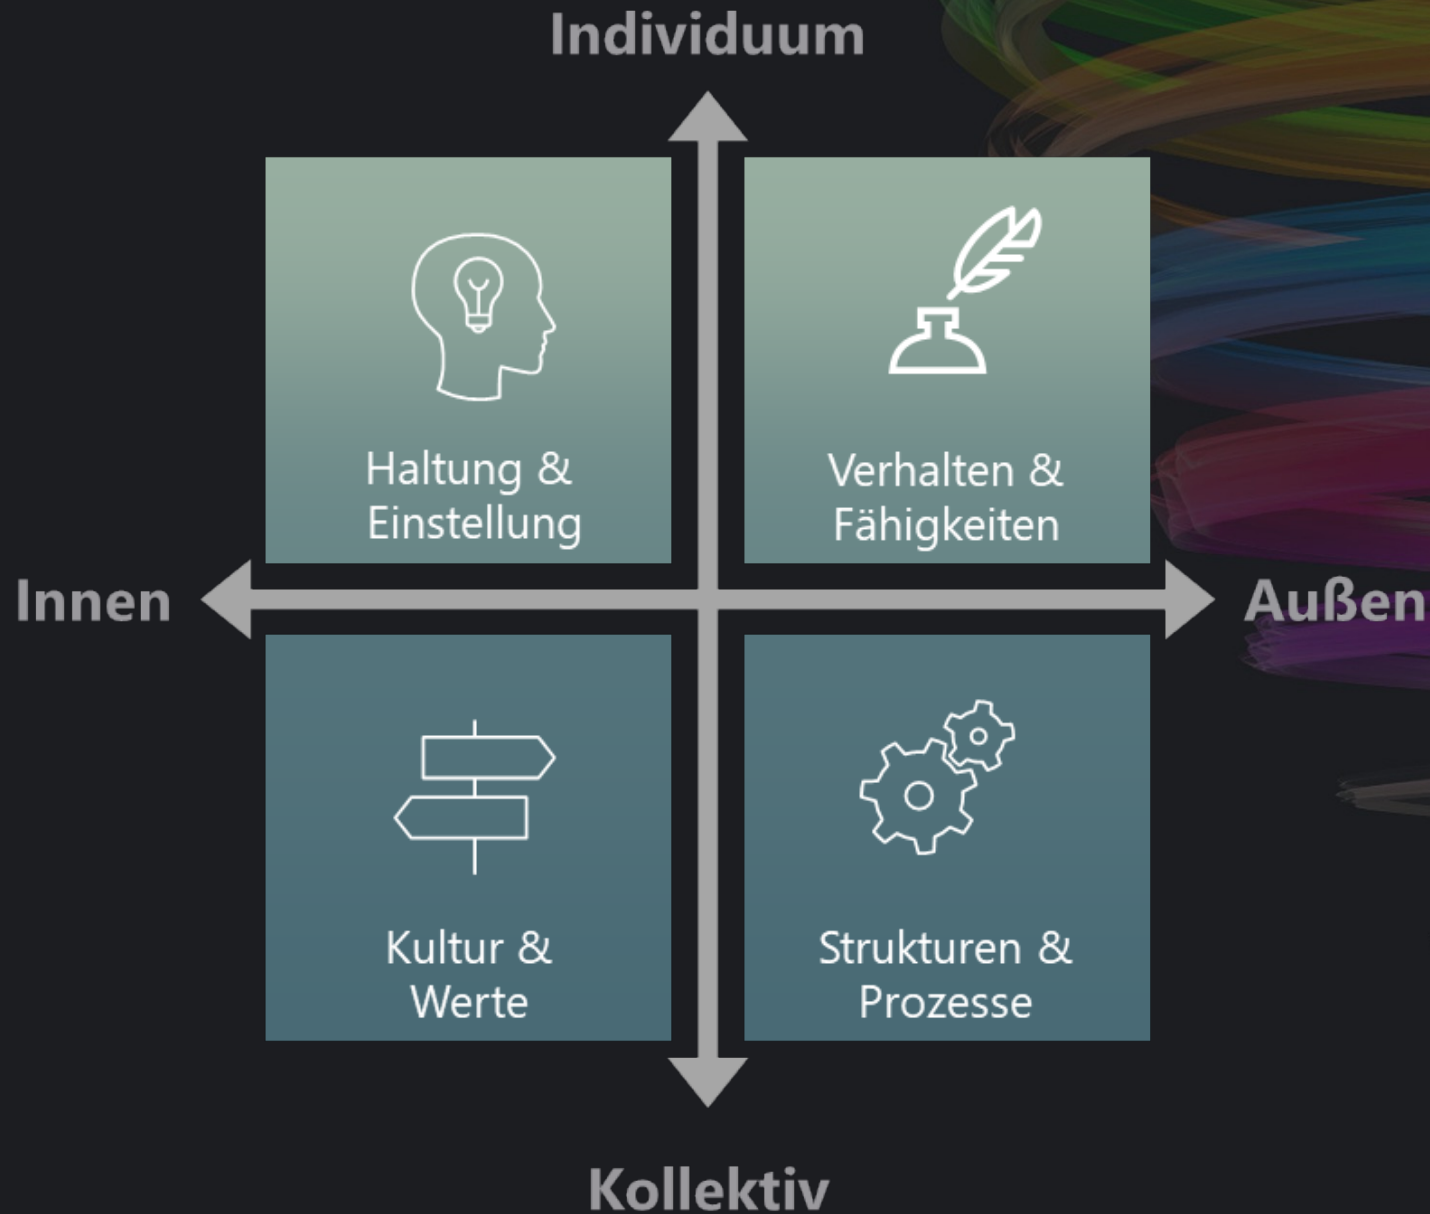 Individuum
Haltung &
Einstellung
Verhalten &
Fähigkeiten
Innen
Außen
Kultur &
Werte
Strukturen &
Prozesse
Kollektiv